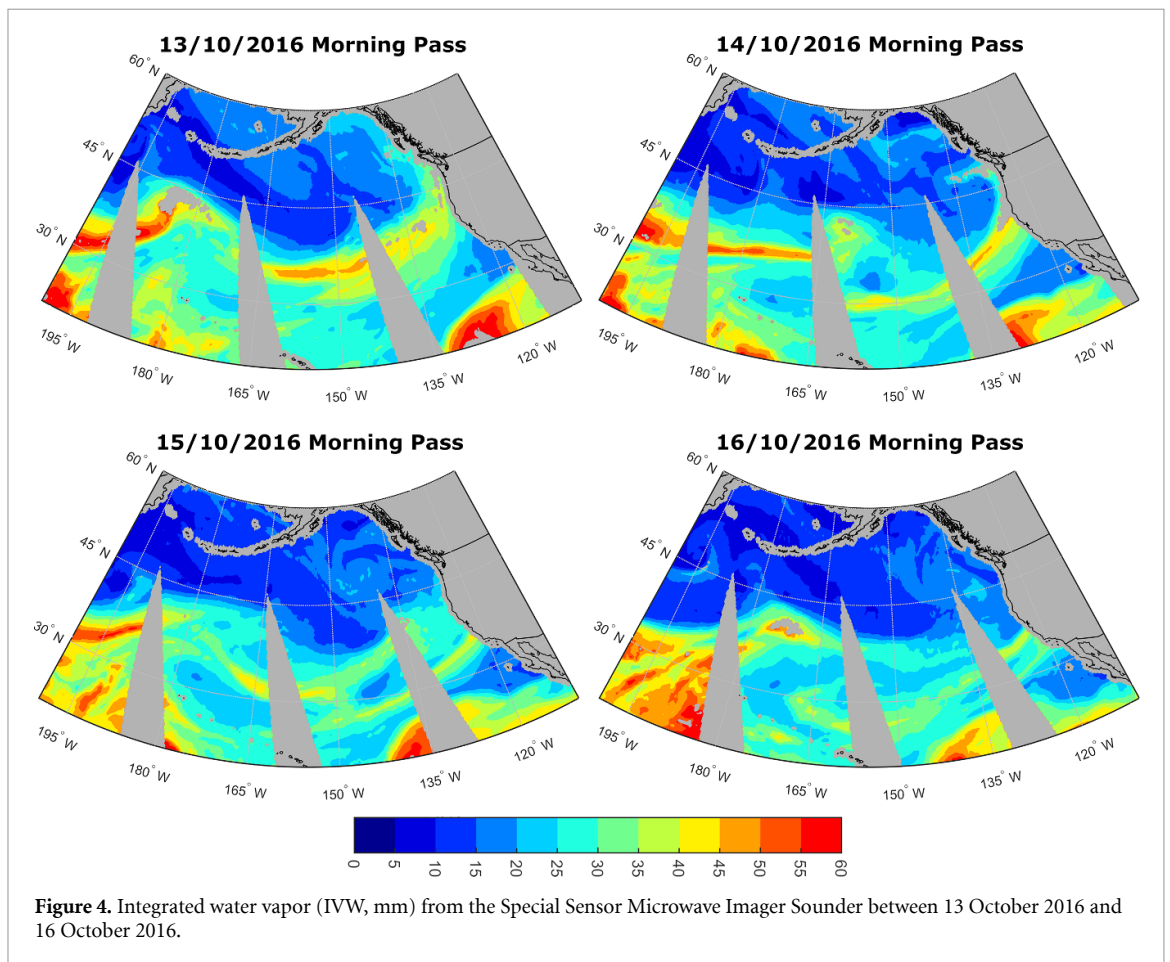 13/10/2016 Morning Pass
14/10/2016 Morning Pass
60° N
45° N
30° N
195° W
180° W
165° W
150° W
135° W
120° W
60° N
45° N
30° N
195° W
180° W
165° W
150° W
135° W
120° W
15/10/2016 Morning Pass
16/10/2016 Morning Pass
60° N
45° N
30° N
195° W
180° W
165° W
150° W
135° W
120° W
60° N
45° N
30° N
195° W
180° W
165° W
150° W
135° W
120° W
0 5 10 15 20 25 30 35 40 45 50 55 60
Figure 4. Integrated water vapor (IVW, mm) from the Special Sensor Microwave Imager Sounder between 13 October 2016 and
16 October 2016.